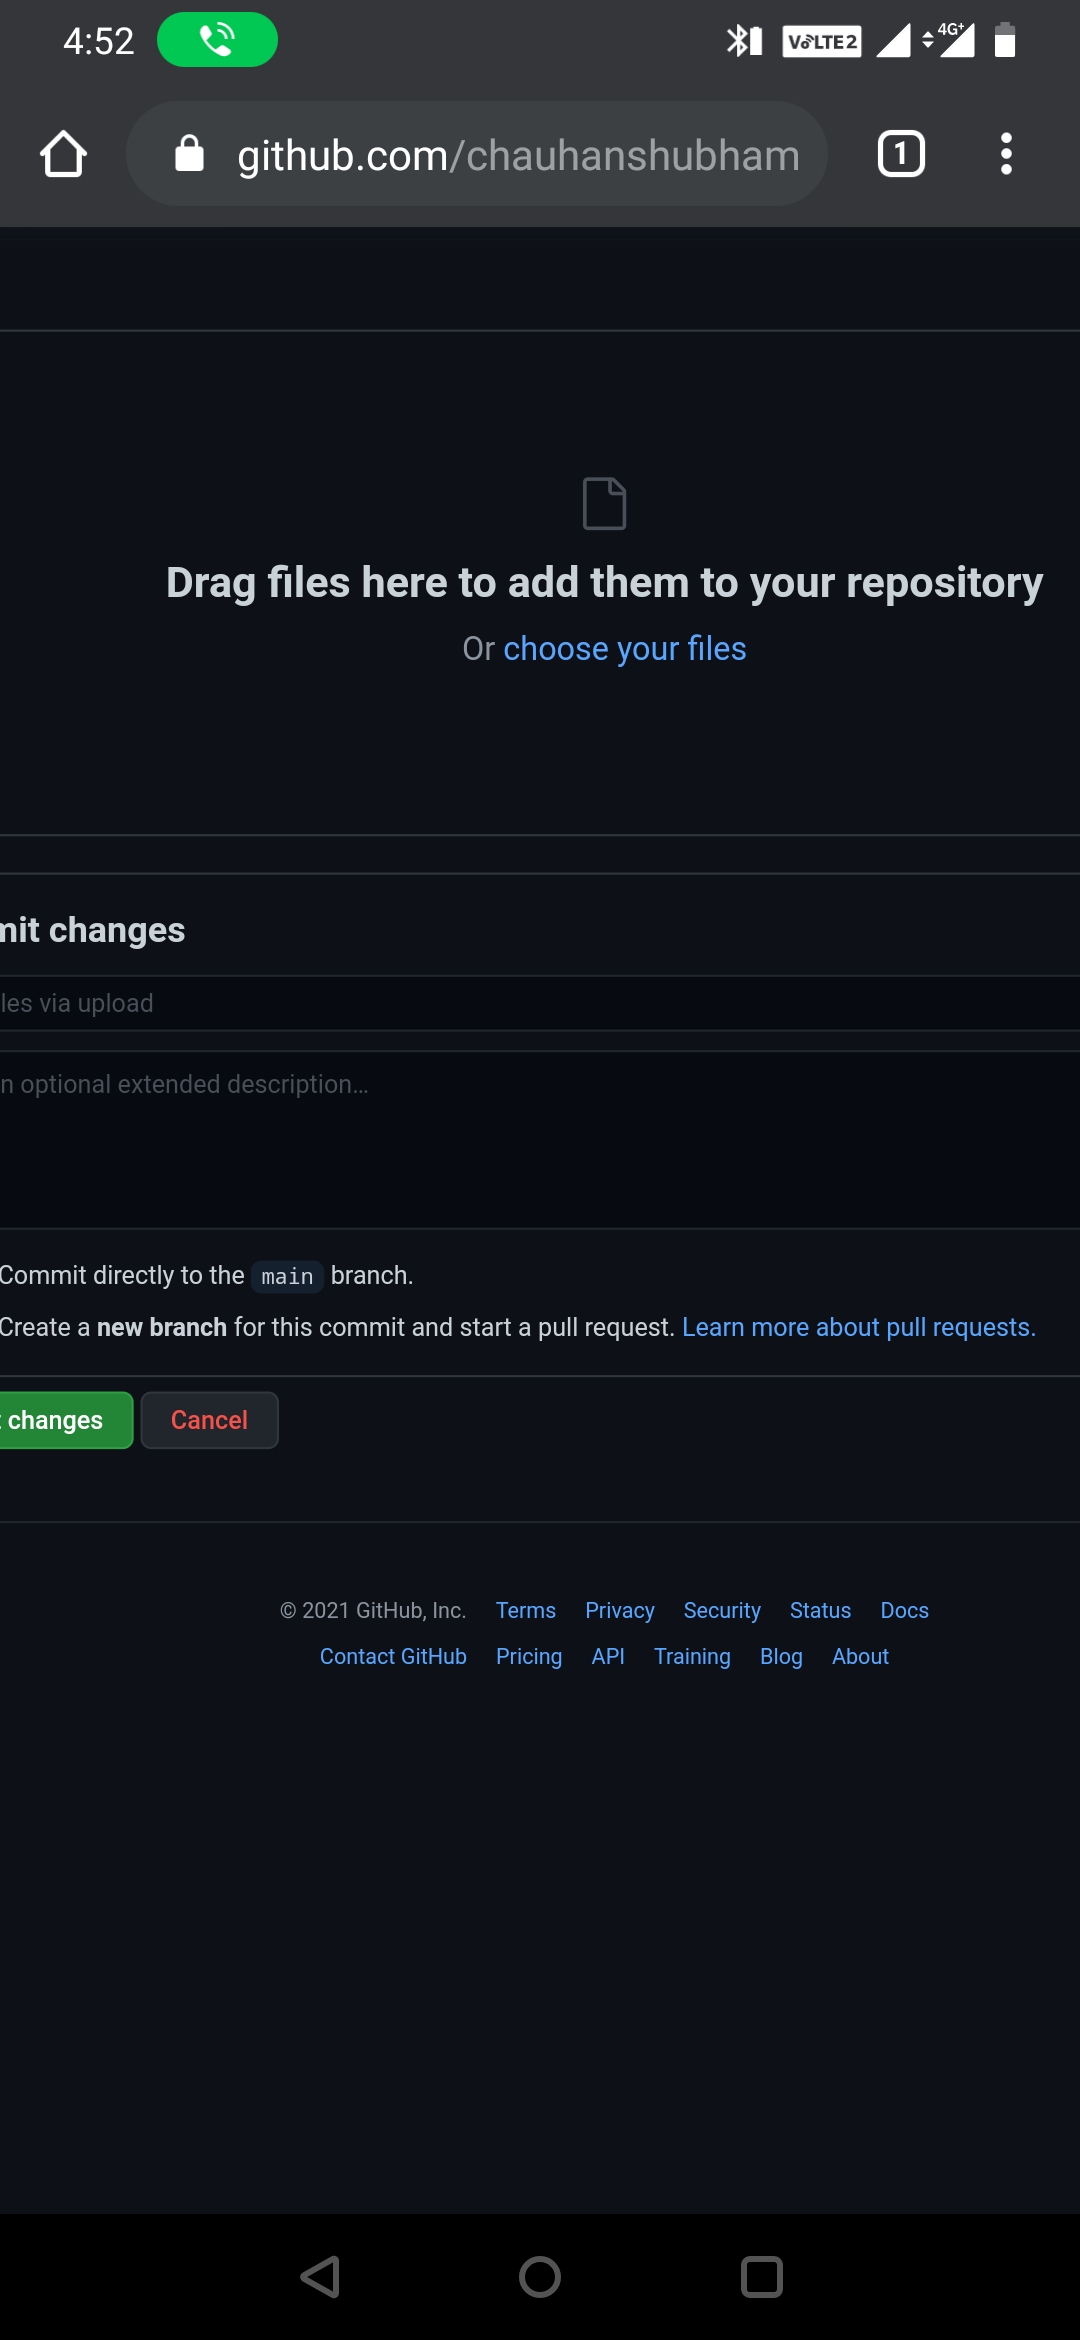 4:52
VoLTE2 4G+
github.com/chauhanshubham
1
Drag files here to add them to your repository
Or choose your files
mit changes
les via upload
n optional extended description…
Commit directly to the main branch.
Create a new branch for this commit and start a pull request. Learn more about pull requests.
t changes Cancel
© 2021 GitHub, Inc. Terms Privacy Security Status Docs
Contact GitHub Pricing API Training Blog About